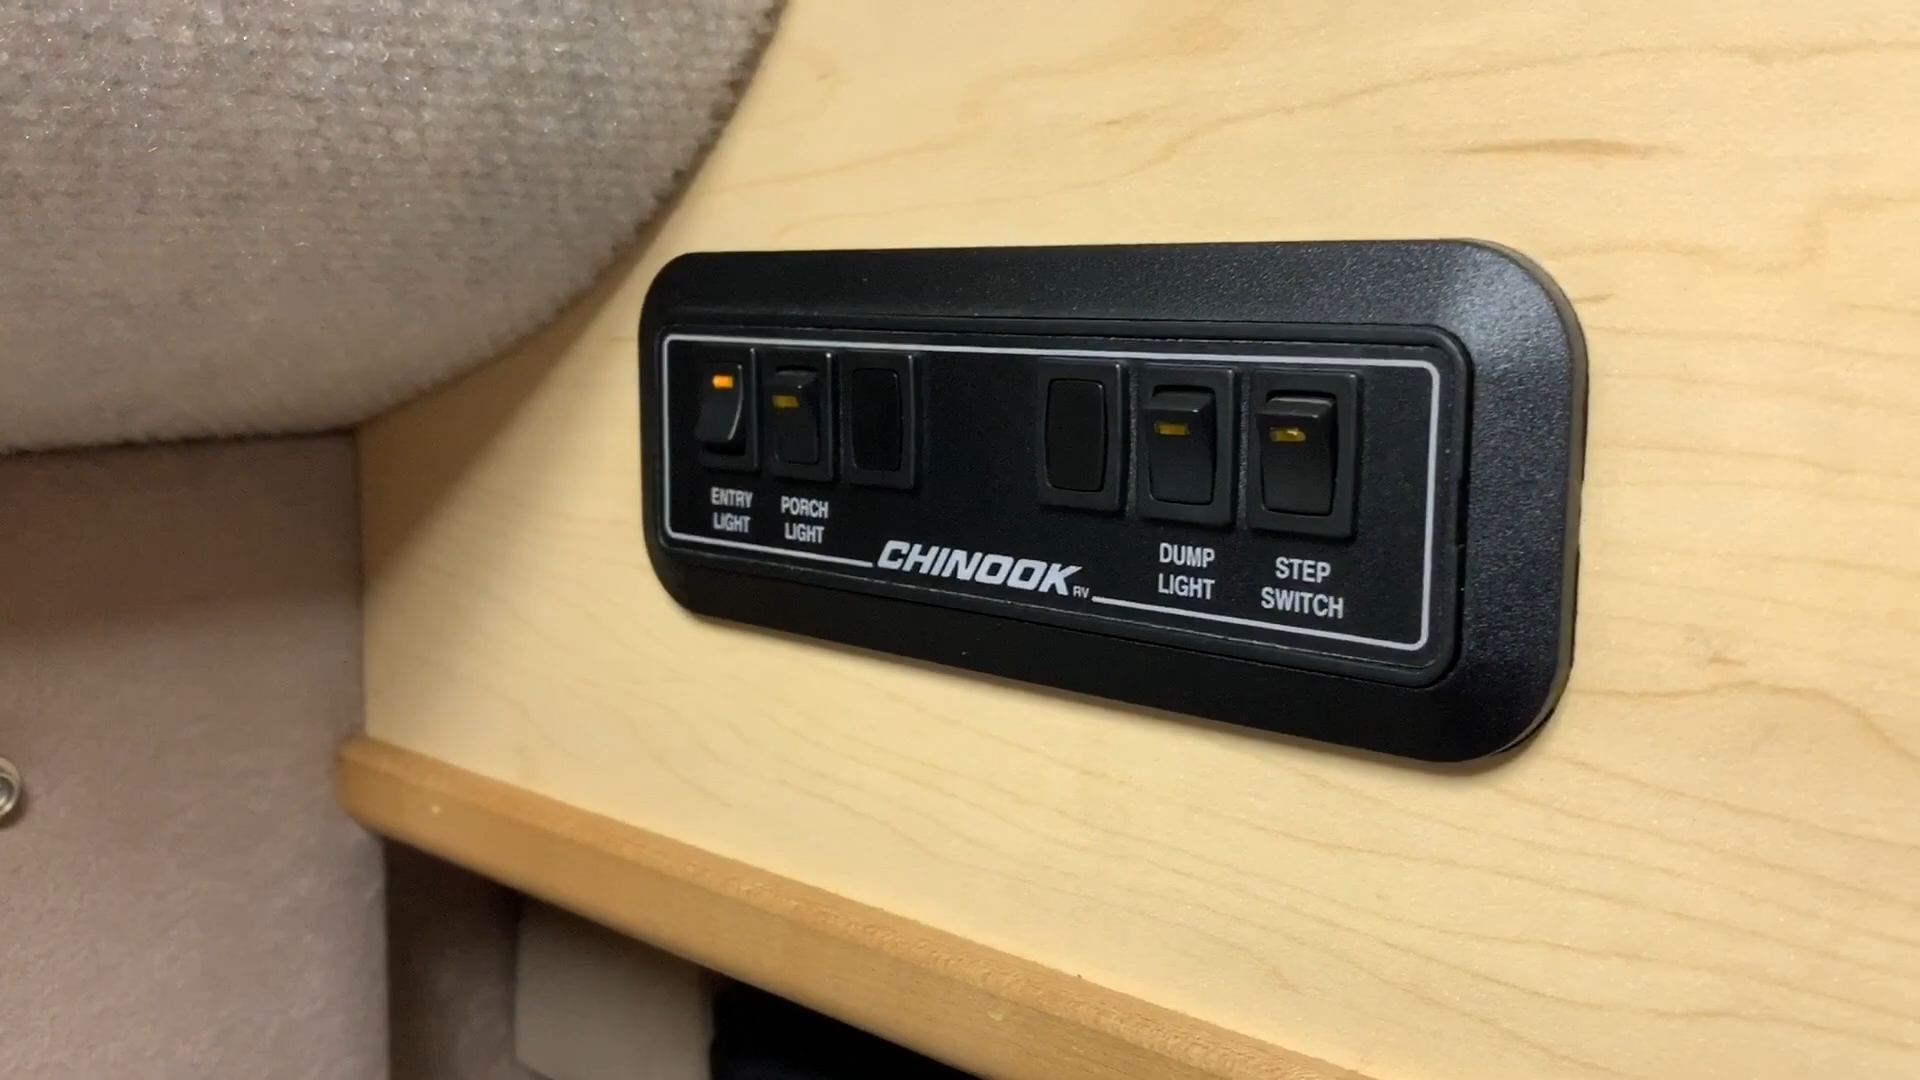 ENTRY
LIGHT
PORCH
LIGHT
CHINOOK RV
DUMP
LIGHT
STEP
SWITCH